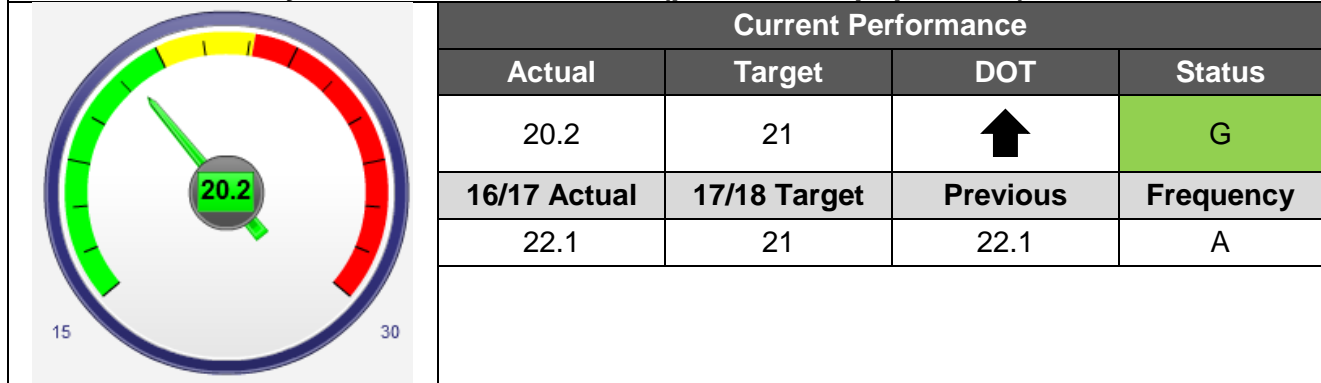 Current Performance
Actual Target DOT Status
20.2 21 G
16/17 Actual 17/18 Target Previous Frequency
22.1 21 22.1 A
20.2
15 30